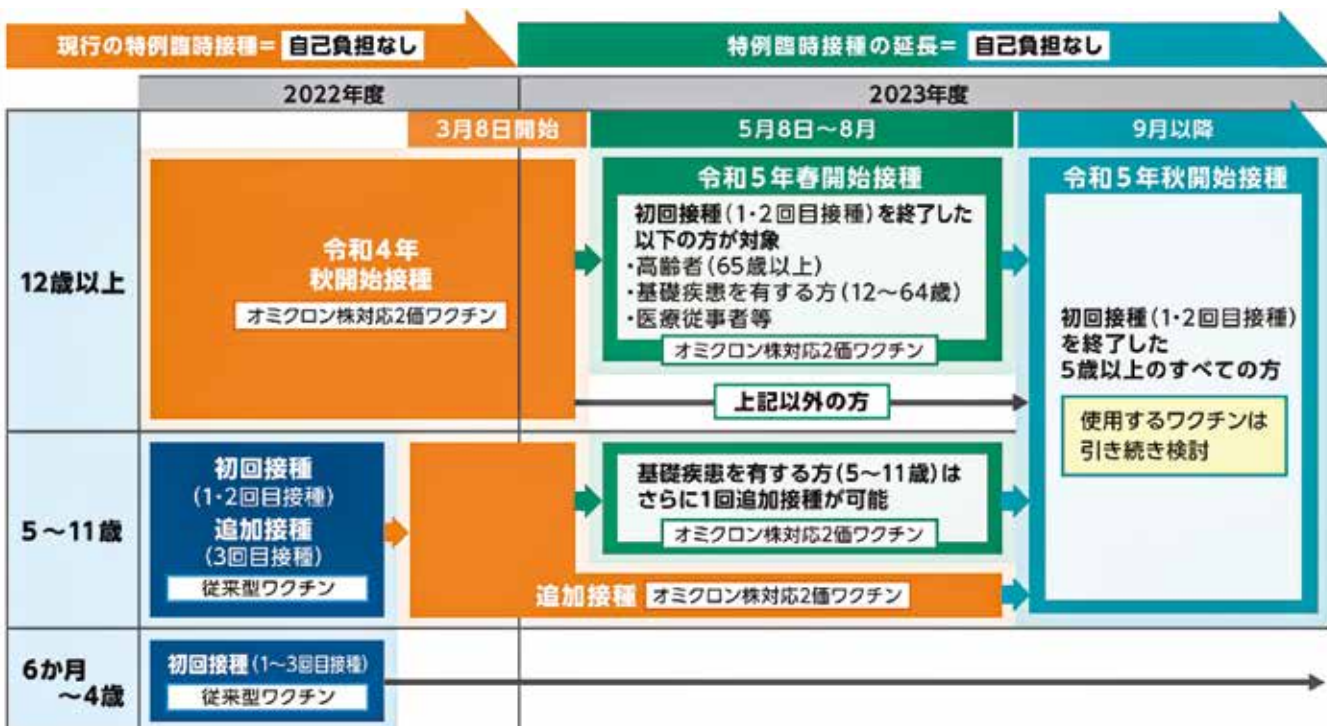 現行の特例臨時接種= 自己負担なし
特例臨時接種の延長= 自己負担なし
2022年度
2023年度
3月8日開始
5月8日～8月
9月以降
12歳以上
令和4年
秋開始接種
オミクロン株対応2価ワクチン
令和5年春開始接種
初回接種(1・2回目接種)を終了した
以下の方が対象
・高齢者(65歳以上)
・基礎疾患を有する方(12～64歳)
・医療従事者等
オミクロン株対応2価ワクチン
上記以外の方
令和5年秋開始接種
初回接種(1・2回目接種)
を終了した
5歳以上のすべての方
使用するワクチンは
引き続き検討
5～11歳
初回接種
(1・2回目接種)
追加接種
(3回目接種)
従来型ワクチン
基礎疾患を有する方(5～11歳)は
さらに1回追加接種が可能
オミクロン株対応2価ワクチン
追加接種 オミクロン株対応2価ワクチン
6か月
～4歳
初回接種(1～3回目接種)
従来型ワクチン